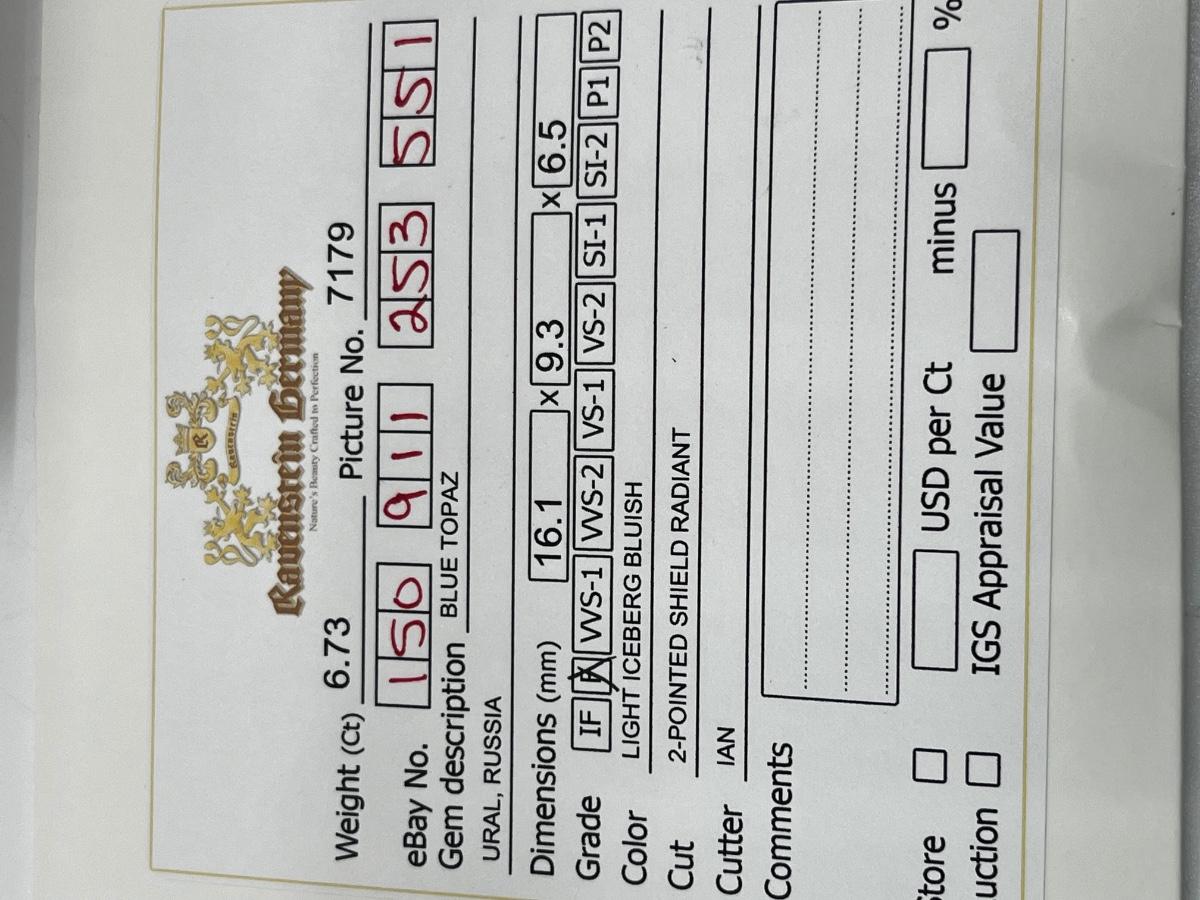 RAVENSTEIN
Ravenstein Germany
Nature's Beauty Crafted to Perfection
Weight (Ct) 6.73 Picture No. 7179
eBay No. 150 911 253 551
Gem description BLUE TOPAZ
URAL, RUSSIA
Dimensions (mm) 16.1 x 9.3 x 6.5
Grade IF VVS-1 VVS-2 VS-1 VS-2 SI-1 SI-2 P1 P2
Color LIGHT ICEBERG BLUISH
Cut 2-POINTED SHIELD RADIANT
Cutter IAN
Comments
Store USD per Ct minus %
uction IGS Appraisal Value